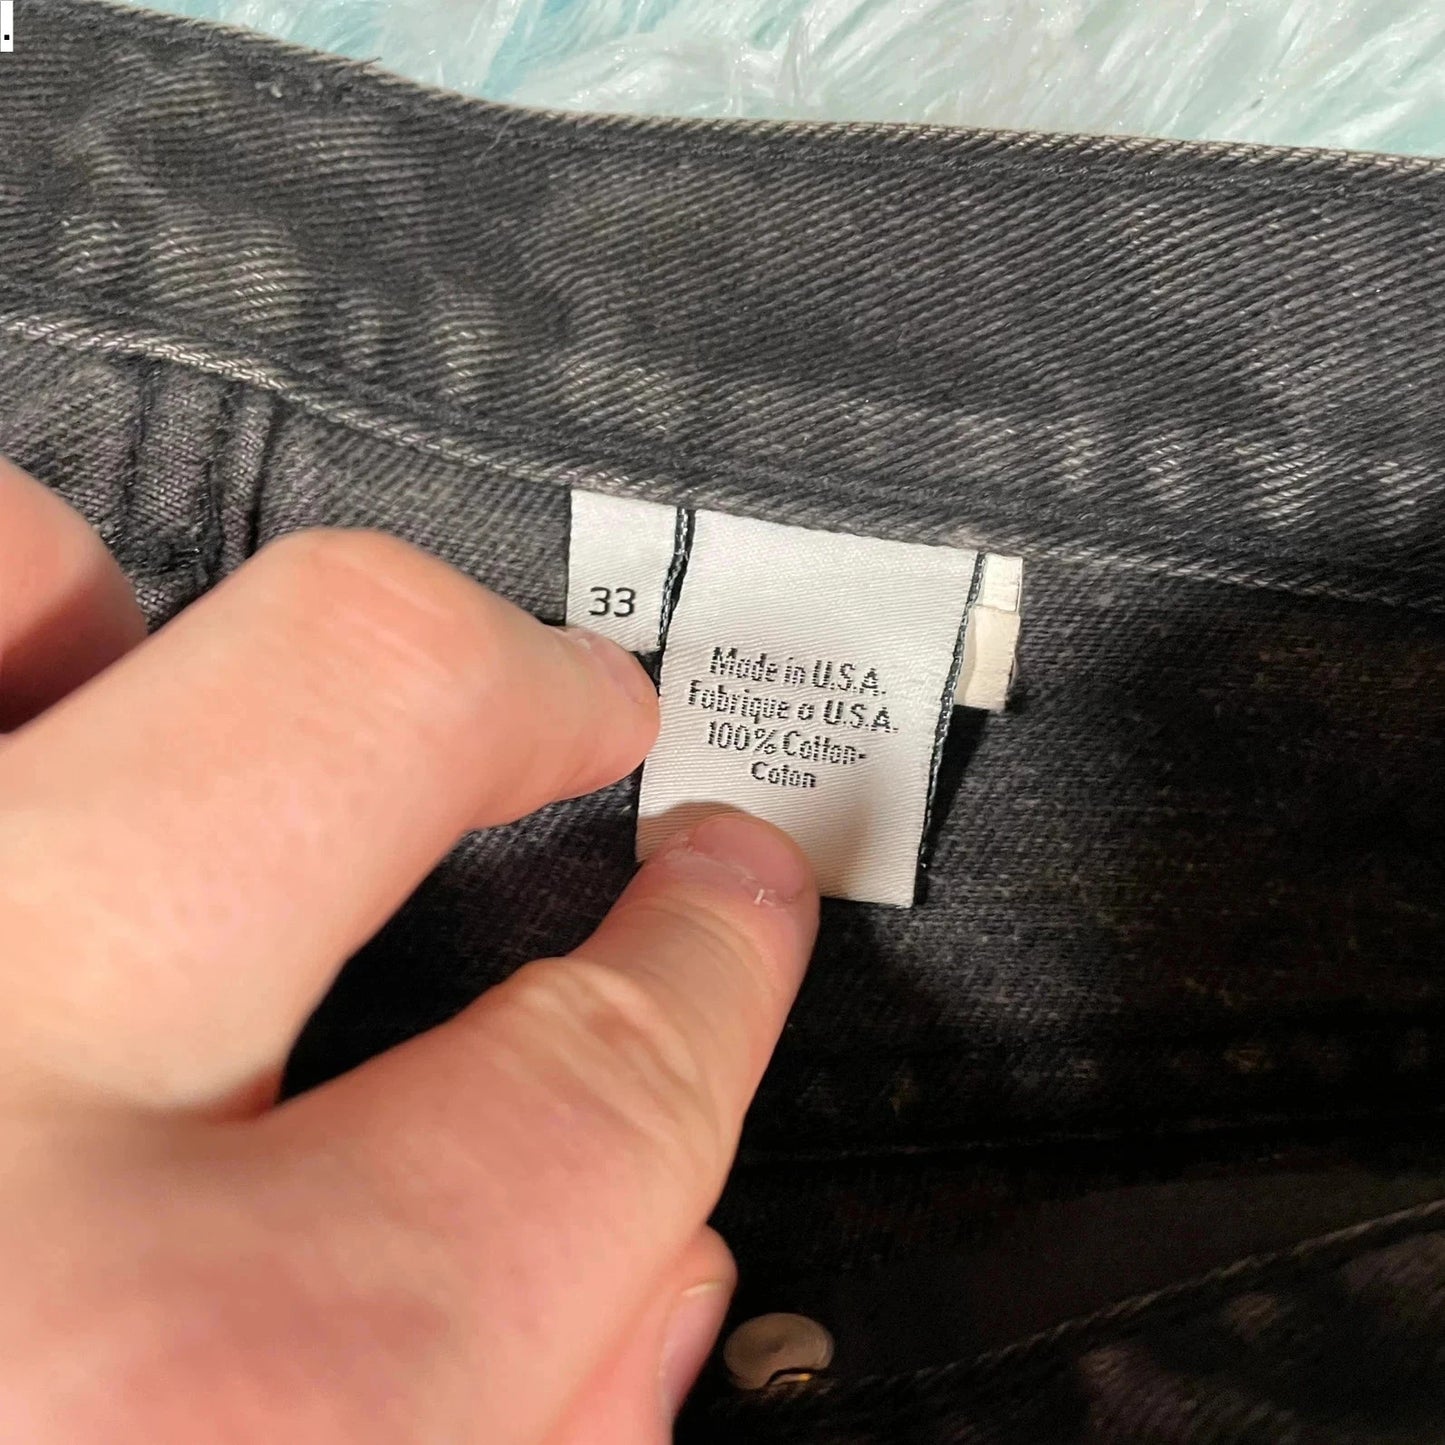 .
33
Made in U.S.A.
Fabrique a U.S.A.
100% Cotton-
Coton